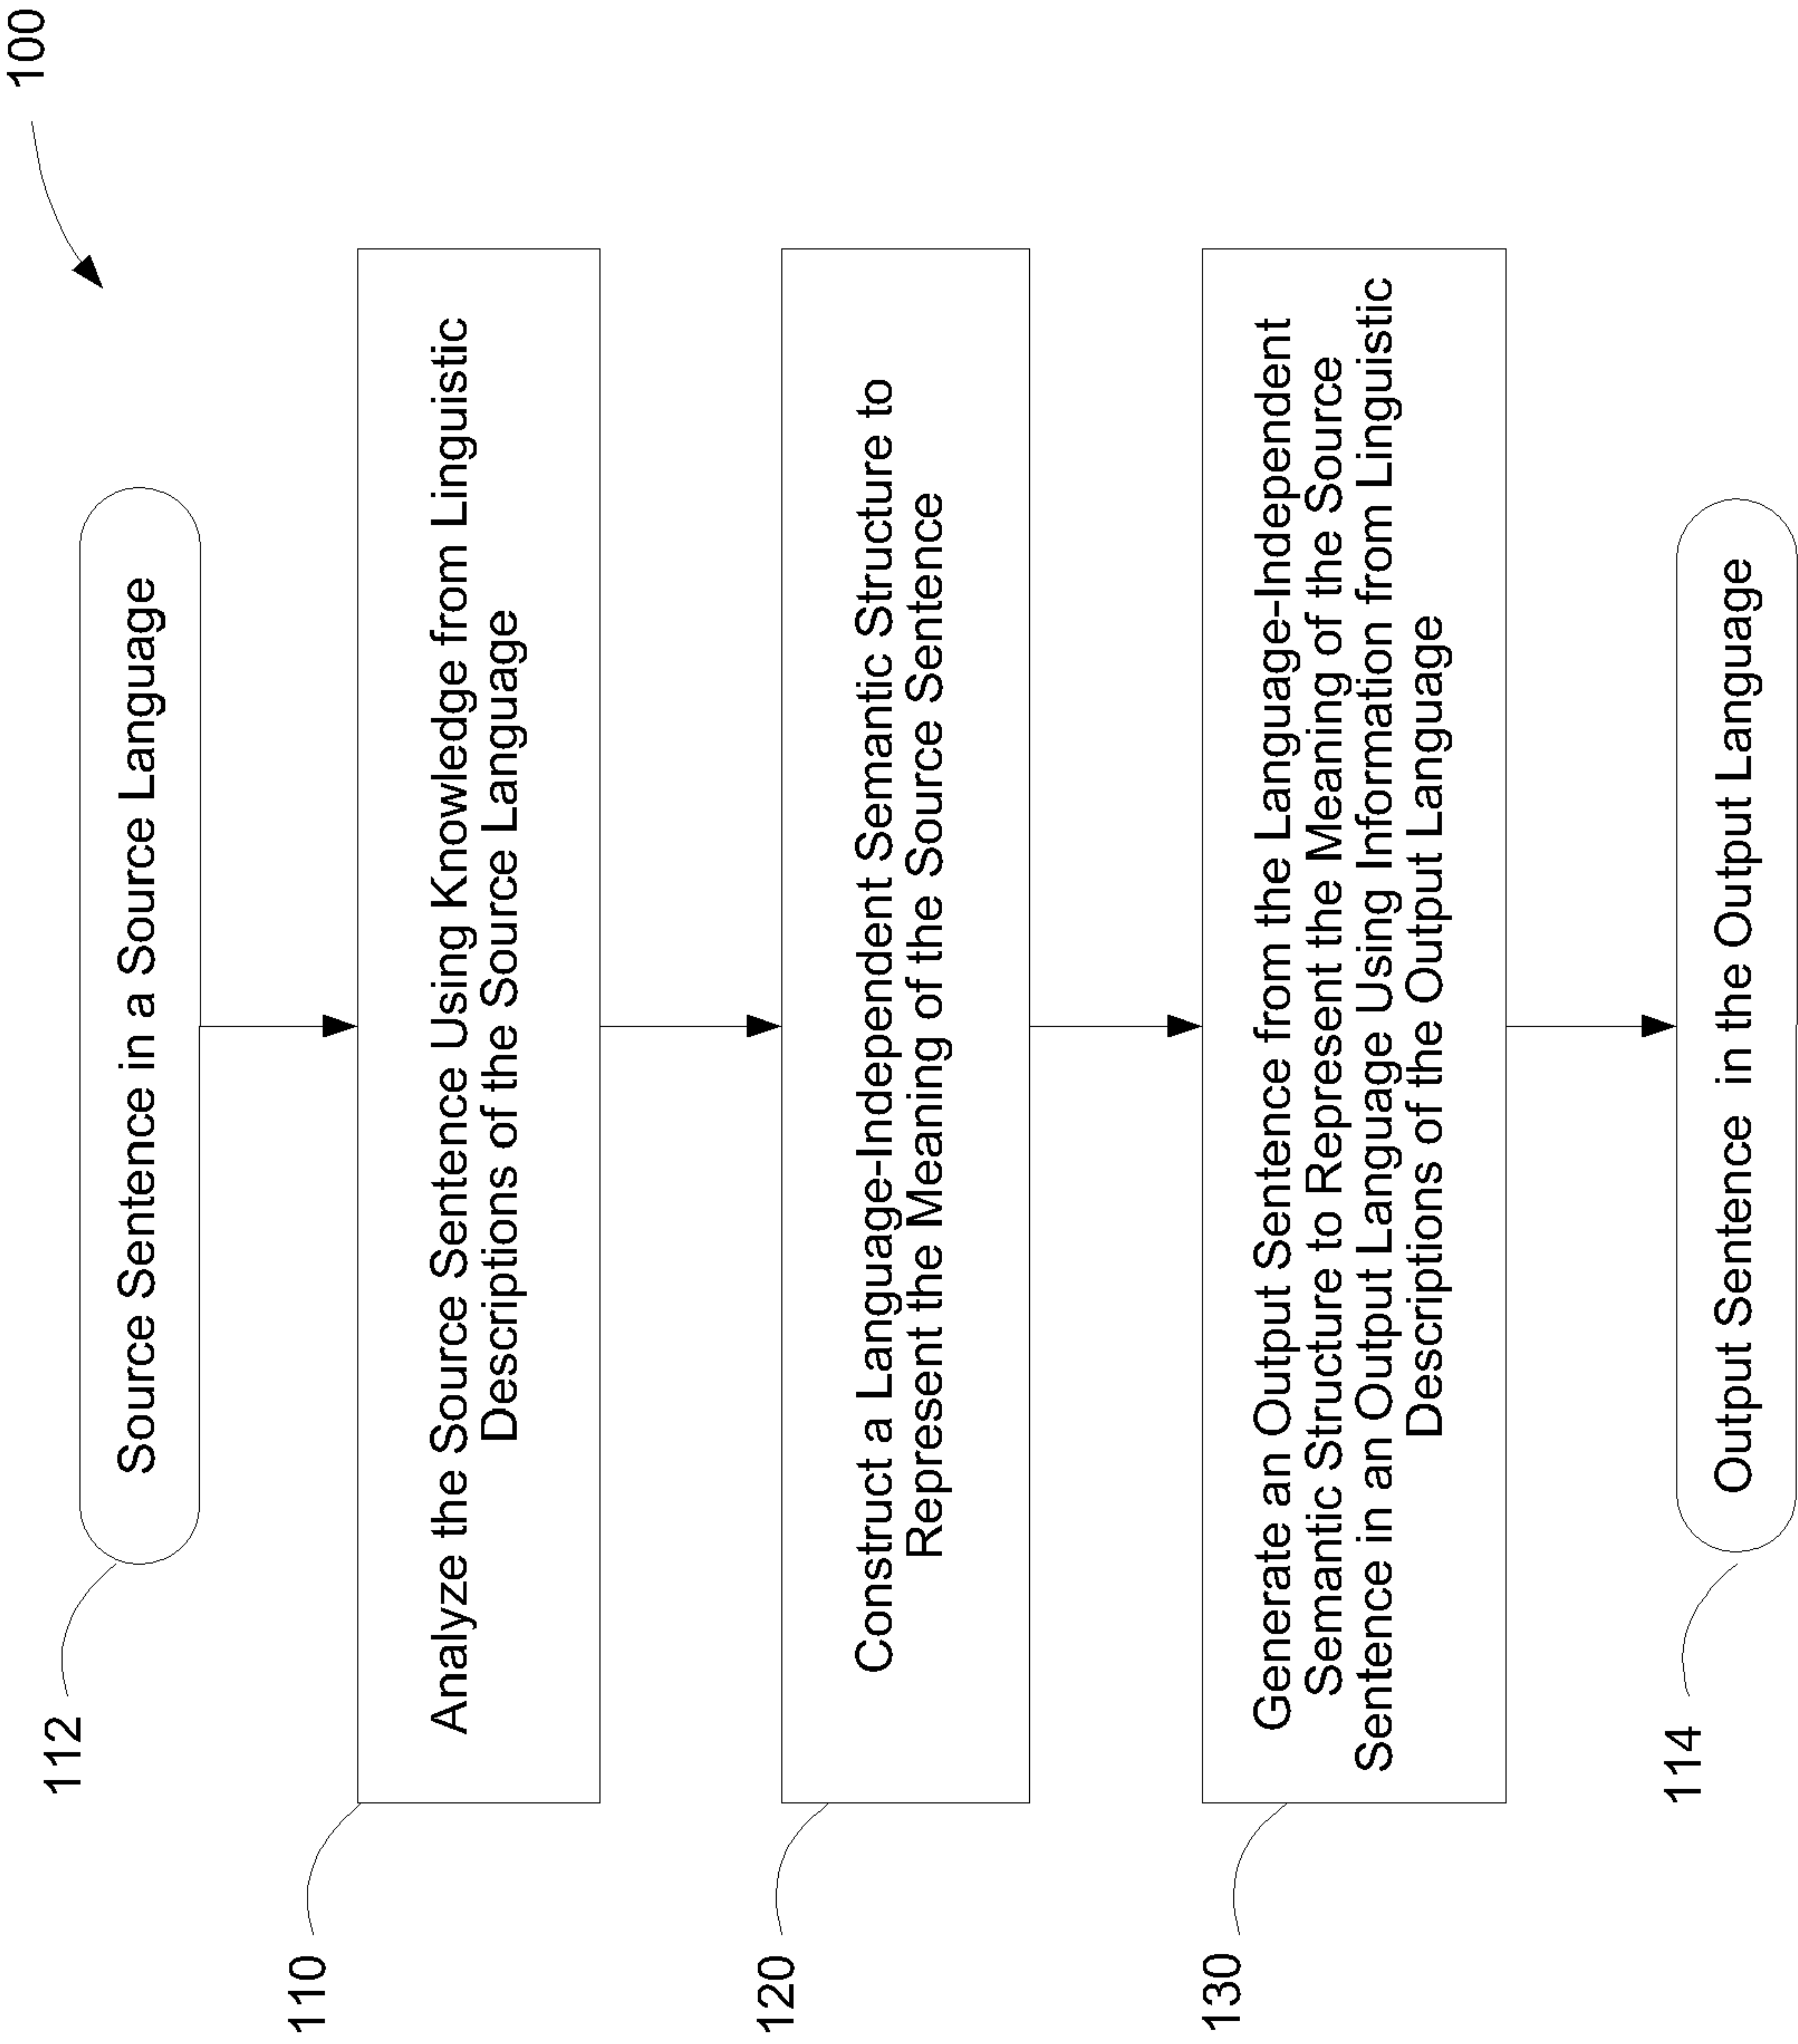 100
112
Source Sentence in a Source Language
110
Analyze the Source Sentence Using Knowledge from Linguistic
Descriptions of the Source Language
120
Construct a Language-Independent Semantic Structure to
Represent the Meaning of the Source Sentence
130
Generate an Output Sentence from the Language-Independent
Semantic Structure to Represent the Meaning of the Source
Sentence in an Output Language Using Information from Linguistic
Descriptions of the Output Language
114
Output Sentence in the Output Language